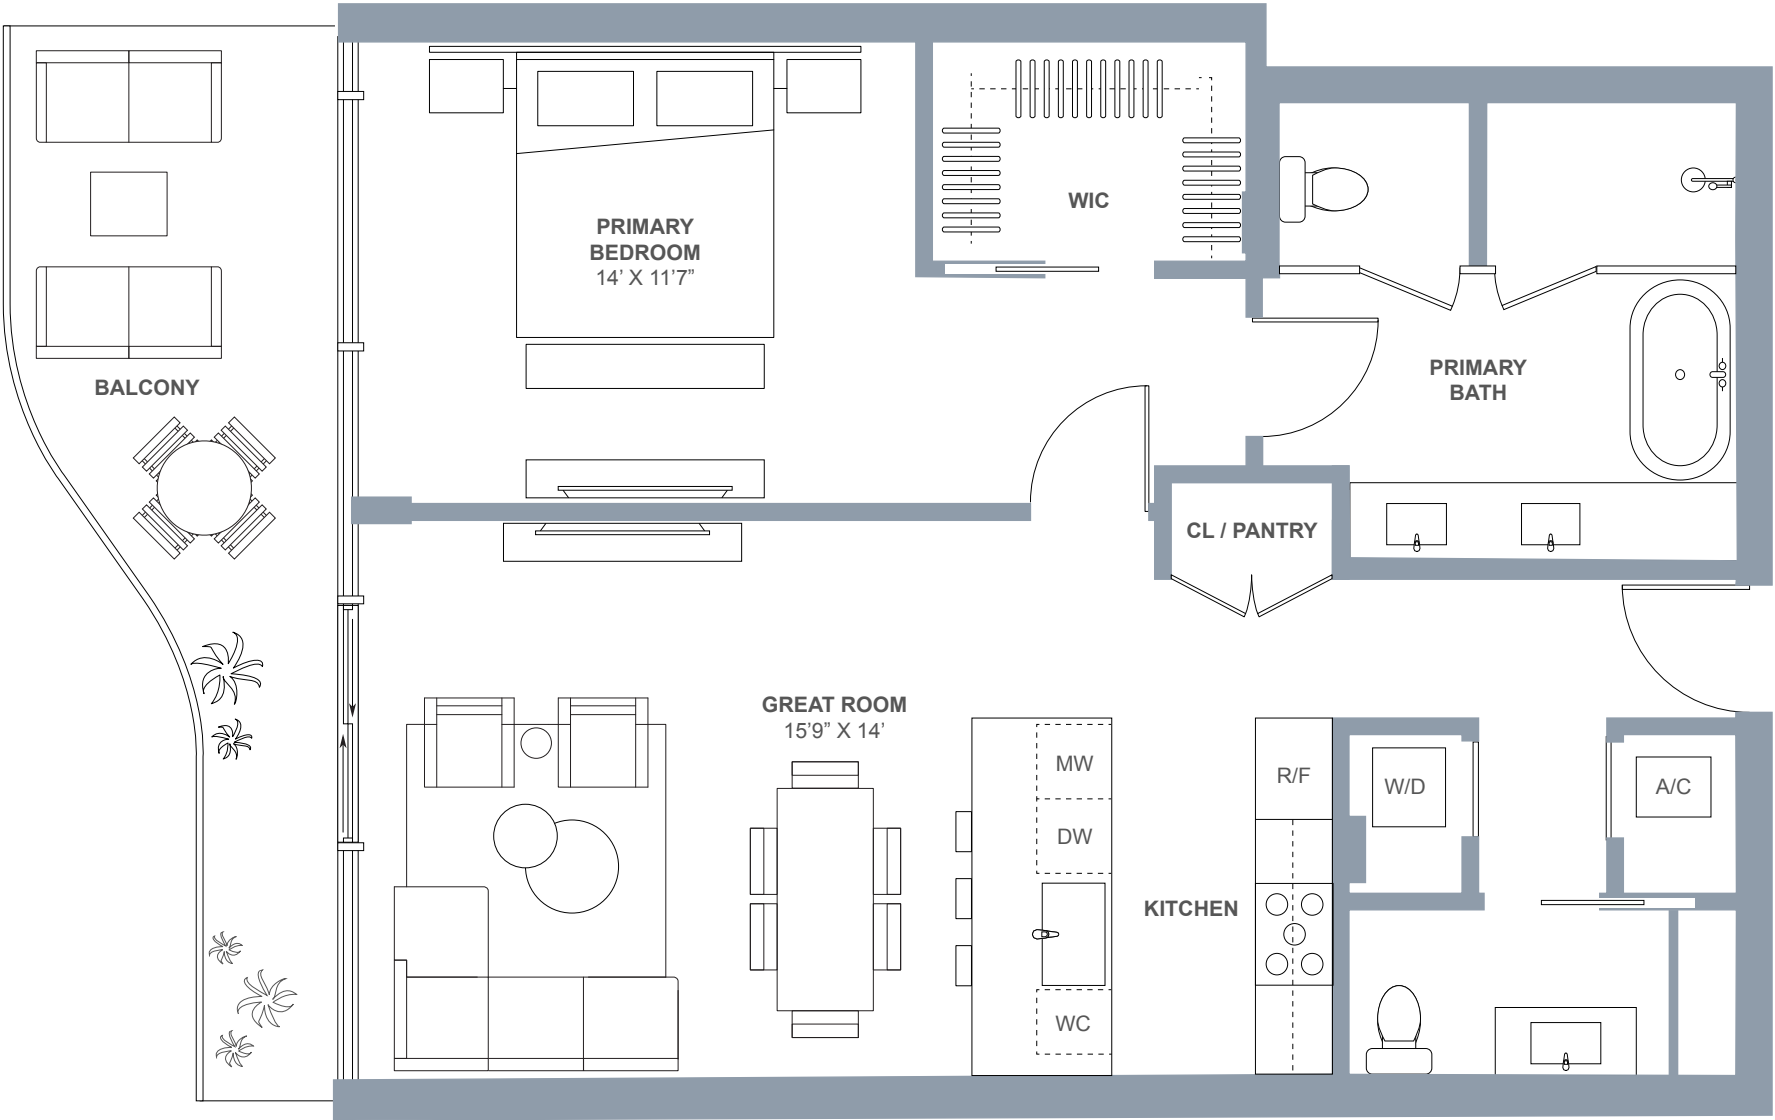 WIC
PRIMARY
BEDROOM
14’ X 11’7”
BALCONY
PRIMARY
BATH
CL / PANTRY
GREAT ROOM
15’9” X 14’
MW
R/F
W/D
A/C
DW
KITCHEN
WC